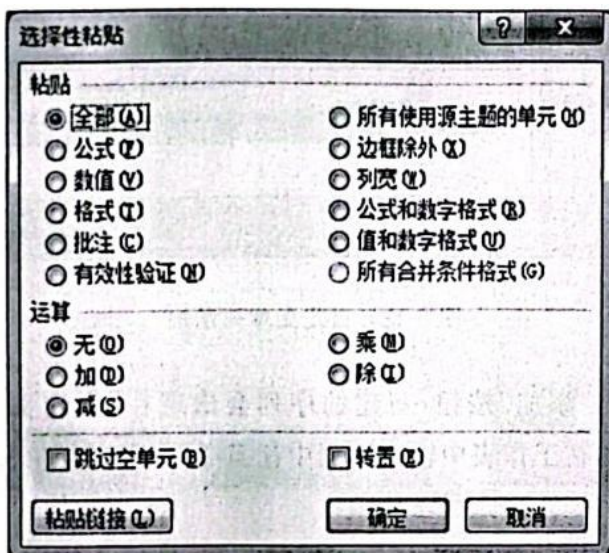 选择性粘贴
粘贴
全部(A)
所有使用源主题的单元(H)
公式(F)
边框除外(X)
数值(V)
列宽(W)
格式(T)
公式和数字格式(R)
批注(C)
值和数字格式(U)
有效性验证(N)
所有合并条件格式(G)
运算
无(O)
乘(M)
加(D)
除(I)
减(S)
跳过空单元(B)
转置(E)
粘贴链接(L)
确定
取消